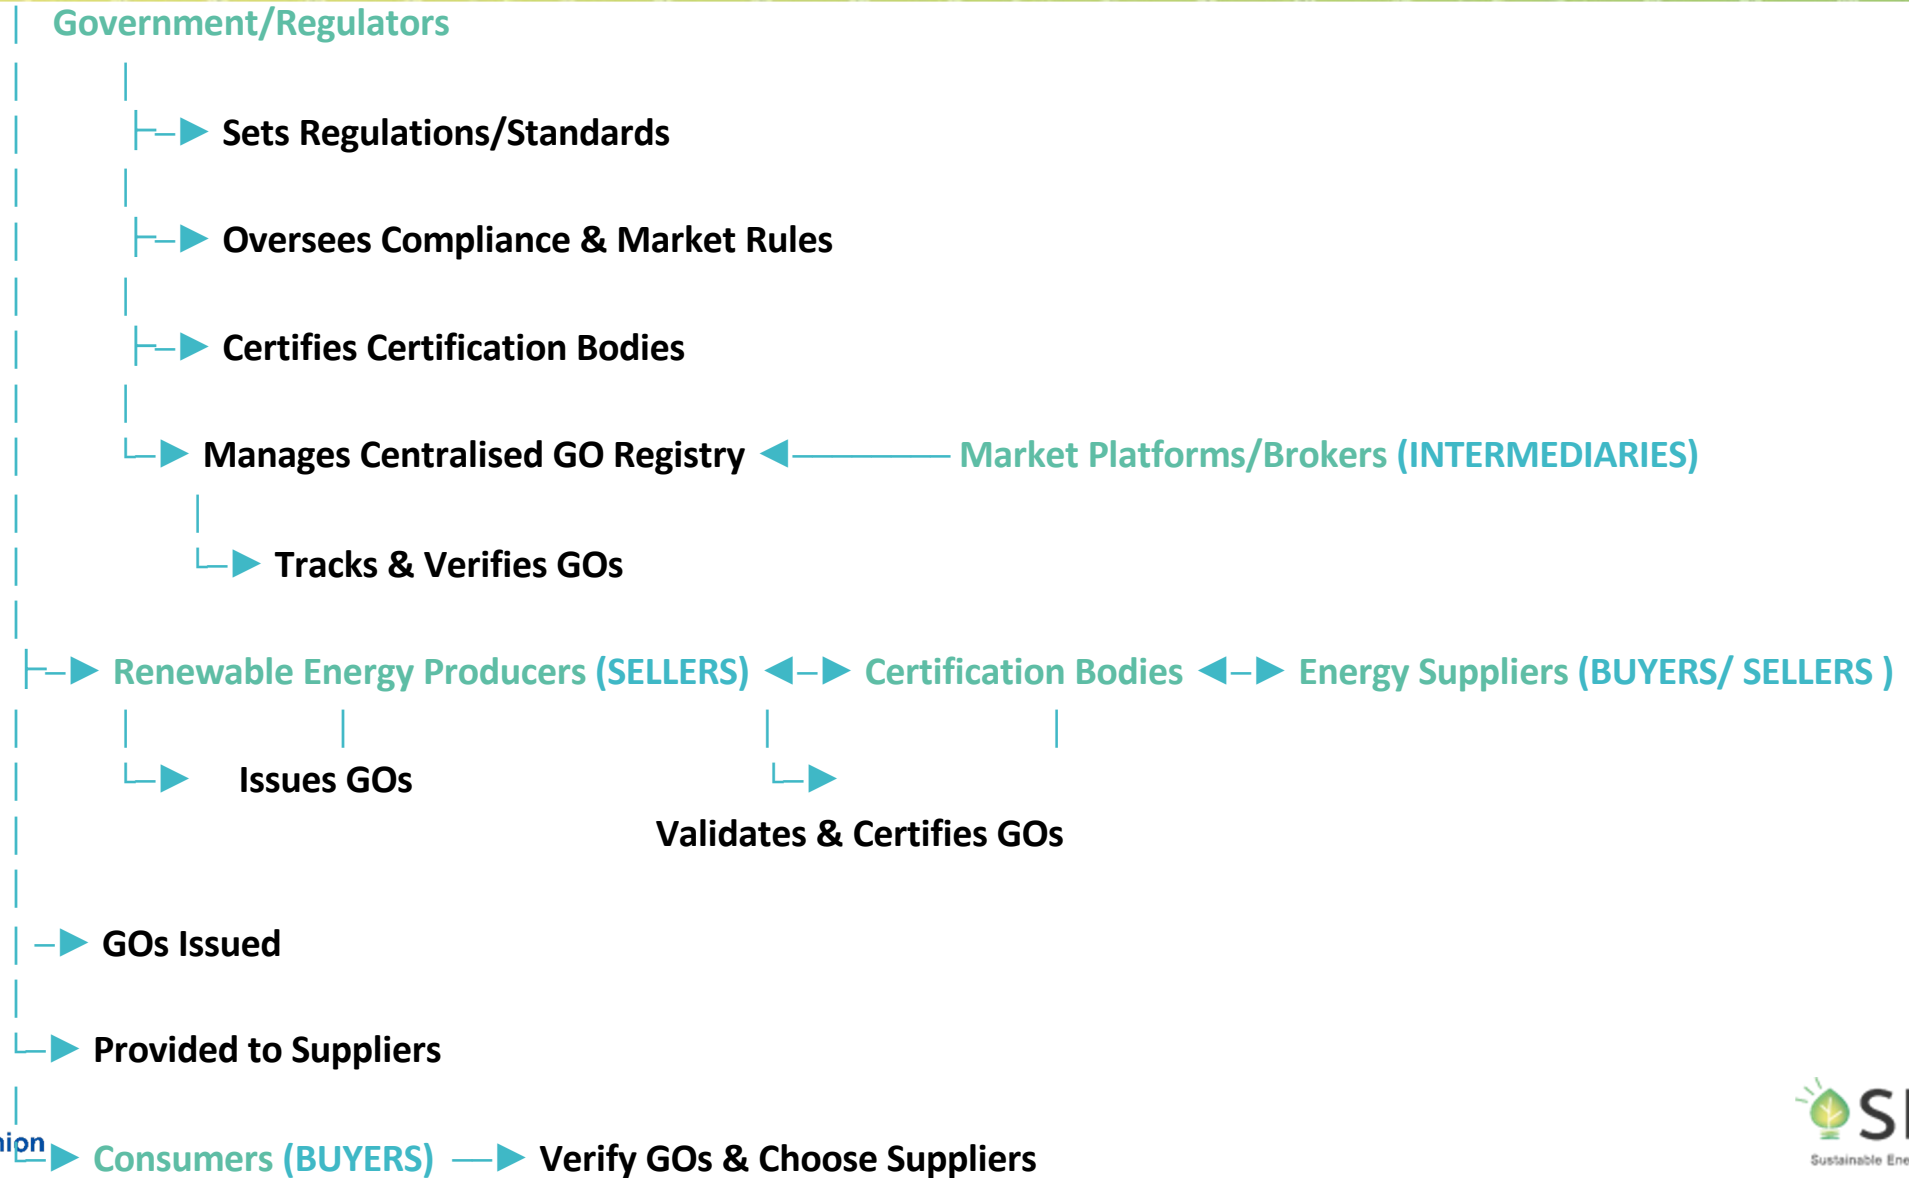 Government/Regulators
Sets Regulations/Standards
Oversees Compliance & Market Rules
Certifies Certification Bodies
Manages Centralised GO Registry Market Platforms/Brokers (INTERMEDIARIES)
Tracks & Verifies GOs
Renewable Energy Producers (SELLERS) Certification Bodies Energy Suppliers (BUYERS/ SELLERS )
Issues GOs
Validates & Certifies GOs
GOs Issued
Provided to Suppliers
Consumers (BUYERS) Verify GOs & Choose Suppliers
Sustainable